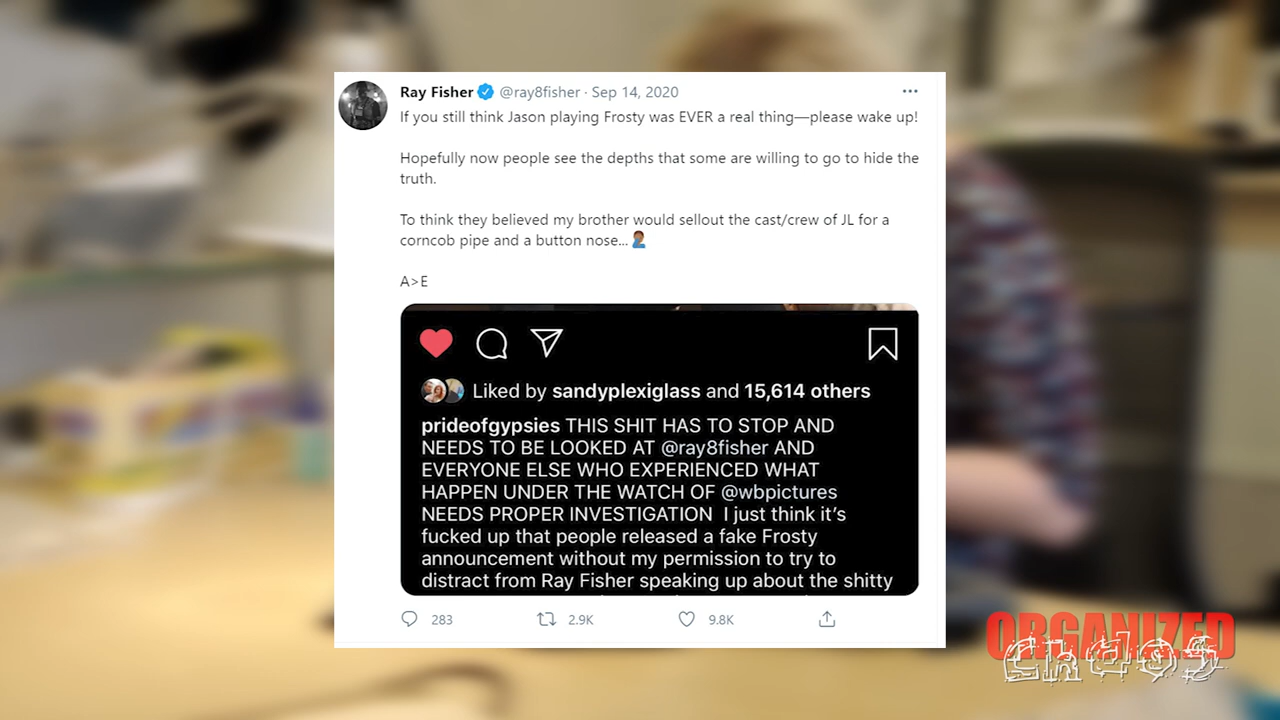 Ray Fisher @ray8fisher · Sep 14, 2020
If you still think Jason playing Frosty was EVER a real thing—please wake up!
Hopefully now people see the depths that some are willing to go to hide the
truth.
To think they believed my brother would sellout the cast/crew of JL for a
corncob pipe and a button nose...🤦🏾‍♂️
A>E
Liked by sandyplexiglass and 15,614 others
prideofgypsies THIS SHIT HAS TO STOP AND
NEEDS TO BE LOOKED AT @ray8fisher AND
EVERYONE ELSE WHO EXPERIENCED WHAT
HAPPEN UNDER THE WATCH OF @wbpictures
NEEDS PROPER INVESTIGATION I just think it's
fucked up that people released a fake Frosty
announcement without my permission to try to
distract from Ray Fisher speaking up about the shitty
283 2.9K 9.8K
ORGANIZED
CHAOS